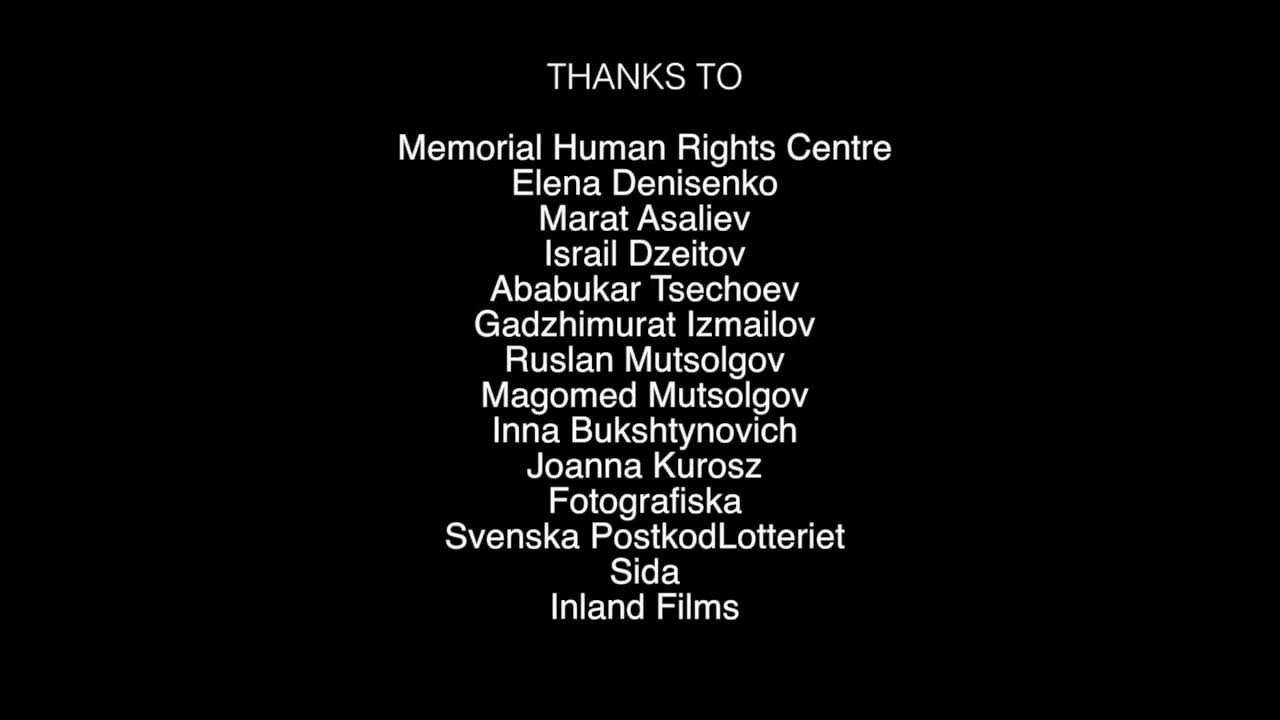 THANKS TO
Memorial Human Rights Centre
Elena Denisenko
Marat Asaliev
Israil Dzeitov
Ababukar Tsechoev
Gadzhimurat Izmailov
Ruslan Mutsolgov
Magomed Mutsolgov
Inna Bukshtynovich
Joanna Kurosz
Fotografiska
Svenska PostkodLotteriet
Sida
Inland Films